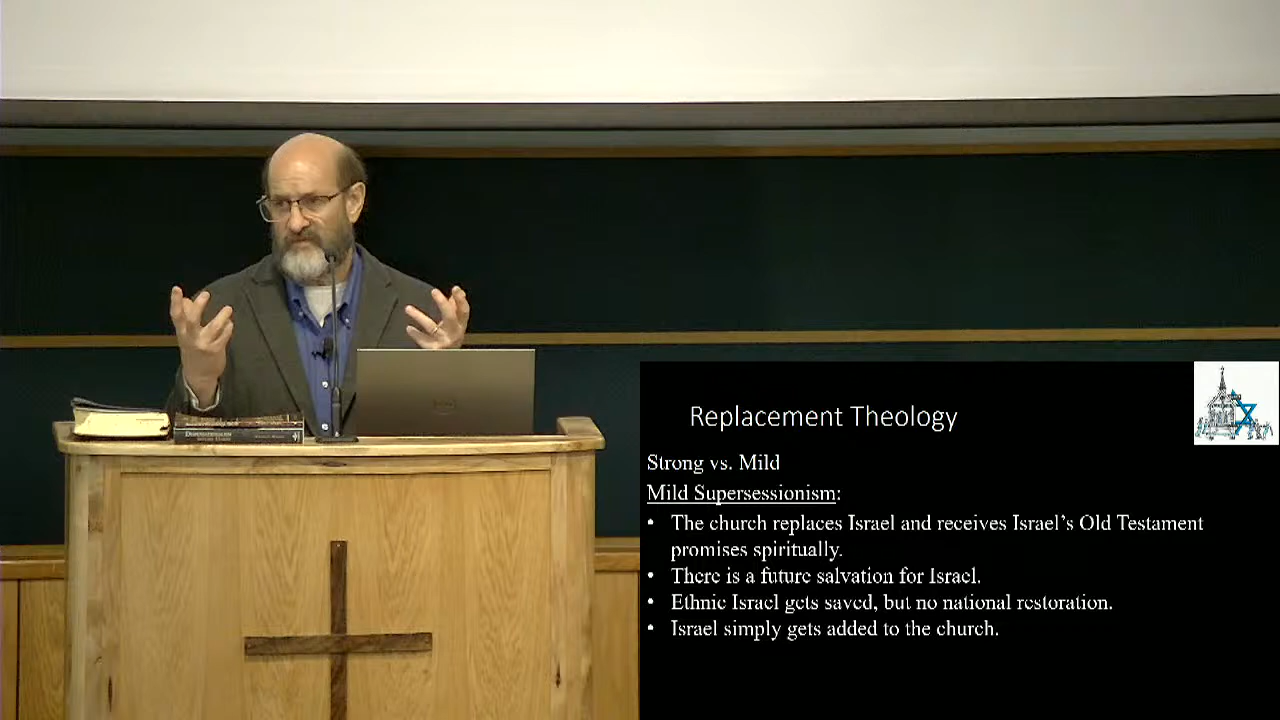 Replacement Theology
Strong vs. Mild
Mild Supersessionism:
• The church replaces Israel and receives Israel's Old Testament
promises spiritually.
• There is a future salvation for Israel.
• Ethnic Israel gets saved, but no national restoration.
• Israel simply gets added to the church.